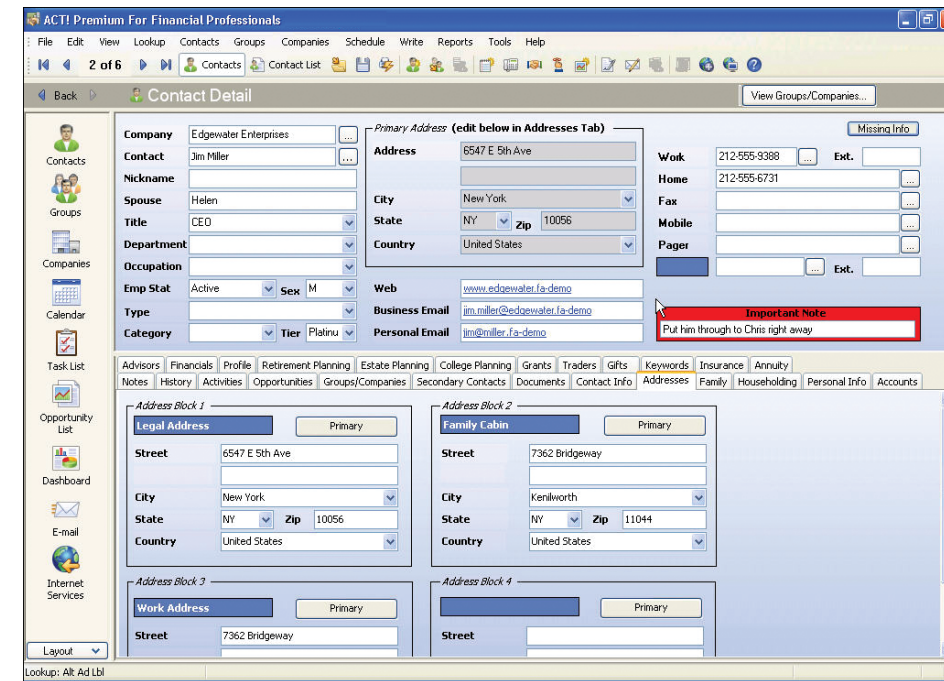 ACT! Premium For Financial Professionals
File Edit View Lookup Contacts Groups Companies Schedule Write Reports Tools Help
2 of 6 Contacts Contact List
Back Contact Detail View Groups/Companies...
Contacts
Groups
Companies
Calendar
Task List
Opportunity
List
Dashboard
E-mail
Internet
Services
Layout
Primary Address (edit below in Addresses Tab)
Missing Info
Company Edgewater Enterprises ...
Contact Jim Miller ...
Nickname
Spouse Helen
Title CEO
Department
Occupation
Emp Stat Active Sex M
Type
Category Tier Platinu
Address 6547 E 5th Ave
City New York
State NY Zip 10056
Country United States
Web www.edgewater.fa-demo
Business Email jim.miller@edgewater.fa-demo
Personal Email jim@miller.fa-demo
Work 212-555-9388 ... Ext.
Home 212-555-6731 ...
Fax ...
Mobile ...
Pager ...
... Ext.
Important Note
Put him through to Chris right away
Advisors Financials Profile Retirement Planning Estate Planning College Planning Grants Traders Gifts Keywords Insurance Annuity
Notes History Activities Opportunities Groups/Companies Secondary Contacts Documents Contact Info Addresses Family Householding Personal Info Accounts
Address Block 1
Legal Address Primary
Street 6547 E 5th Ave
City New York
State NY Zip 10056
Country United States
Address Block 2
Family Cabin Primary
Street 7362 Bridgeway
City Kenilworth
State NY Zip 11044
Country United States
Address Block 3
Work Address Primary
Street 7362 Bridgeway
Address Block 4
Primary
Street
Lookup: Alt Ad Lbl